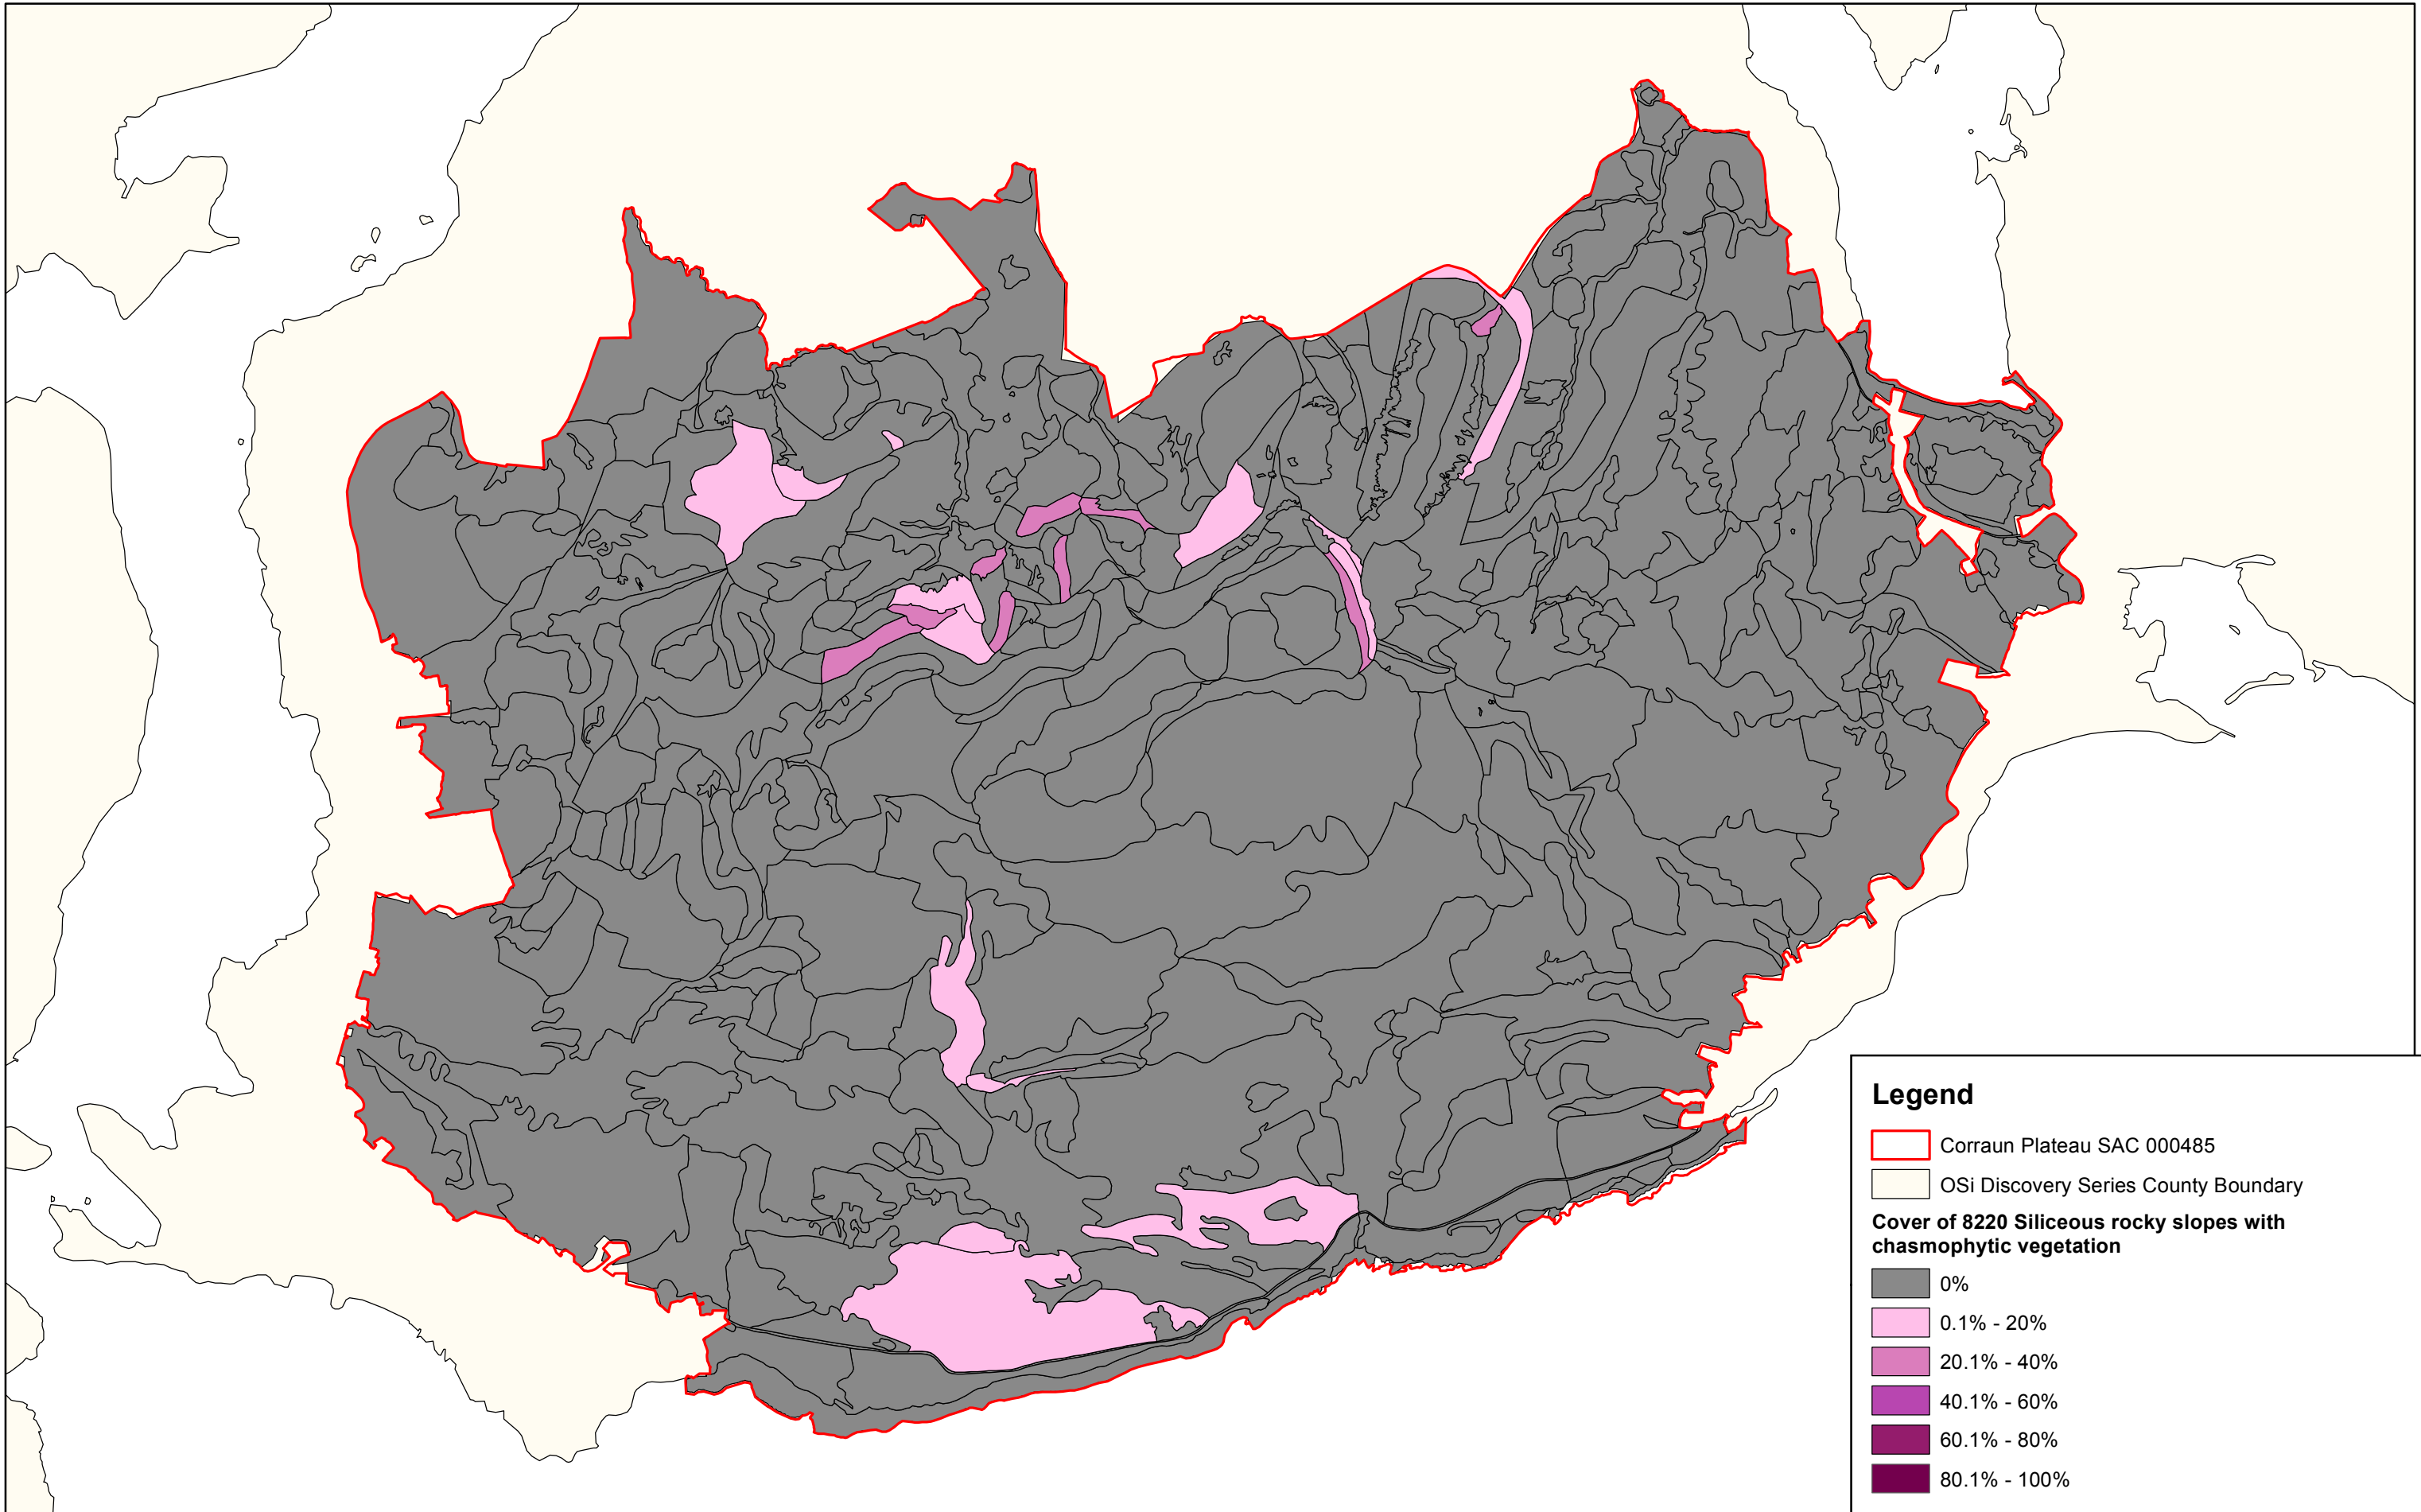 Legend
Corraun Plateau SAC 000485
OSi Discovery Series County Boundary
Cover of 8220 Siliceous rocky slopes with
chasmophytic vegetation
0%
0.1% - 20%
20.1% - 40%
40.1% - 60%
60.1% - 80%
80.1% - 100%